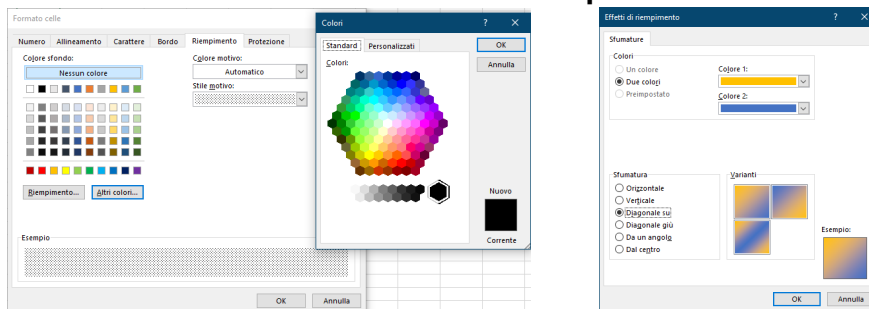 Formato celle
Numero Allineamento Carattere Bordo Riempimento Protezione
Colore sfondo:
Nessun colore
Colore motivo:
Automatico
Stile motivo:
Riempimento... Altri colori...
Esempio
OK Annulla
Colori ? ×
Standard Personalizzati
Colori:
OK
Annulla
Nuovo
Corrente
Effetti di riempimento ? ×
Sfumature
Colori
Un colore
Due colori
Preimpostato
Colore 1:
Colore 2:
Sfumatura
Orizzontale
Verticale
Diagonale su
Diagonale giù
Da un angolo
Dal centro
Varianti
Esempio:
OK Annulla